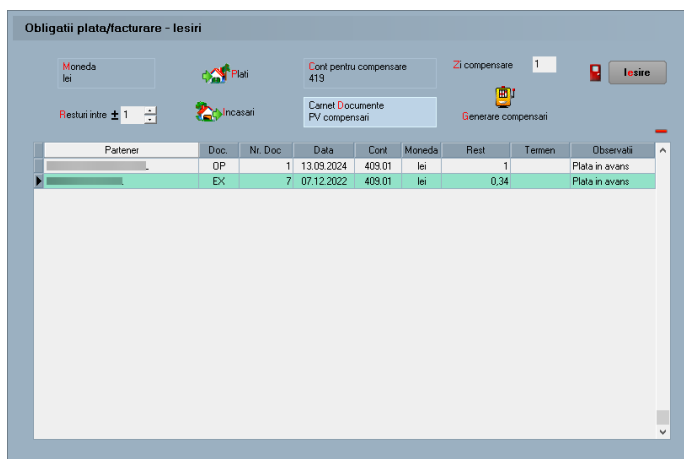 Obligatii plata/facturare - Iesiri
Moneda
lei
Plati
Cont pentru compensare
419
Zi compensare 1
Iesire
Resturi intre ± 1
Incasari
Carnet Documente
PV compensari
Generare compensari
Partener Doc. Nr. Doc Data Cont Moneda Rest Termen Observatii
OP 1 13.09.2024 409.01 lei 1 Plata in avans
EX 7 07.12.2022 409.01 lei 0,34 Plata in avans